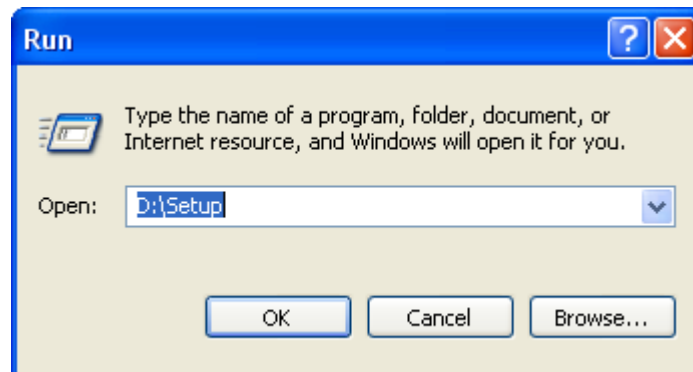 Run
Type the name of a program, folder, document, or
Internet resource, and Windows will open it for you.
Open: D:\Setup
OK Cancel Browse...